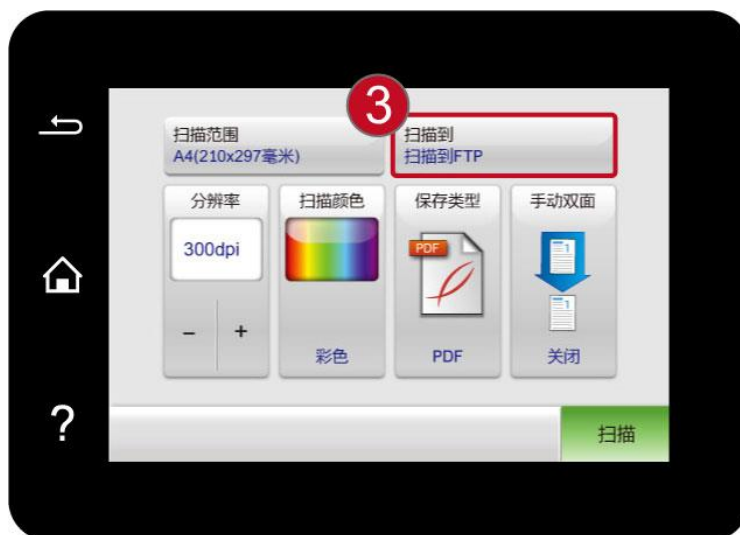 3
扫描范围
A4(210x297毫米)
扫描到
扫描到FTP
分辨率
扫描颜色
保存类型
手动双面
300dpi
PDF
1
1
- +
彩色
PDF
关闭
?
扫描